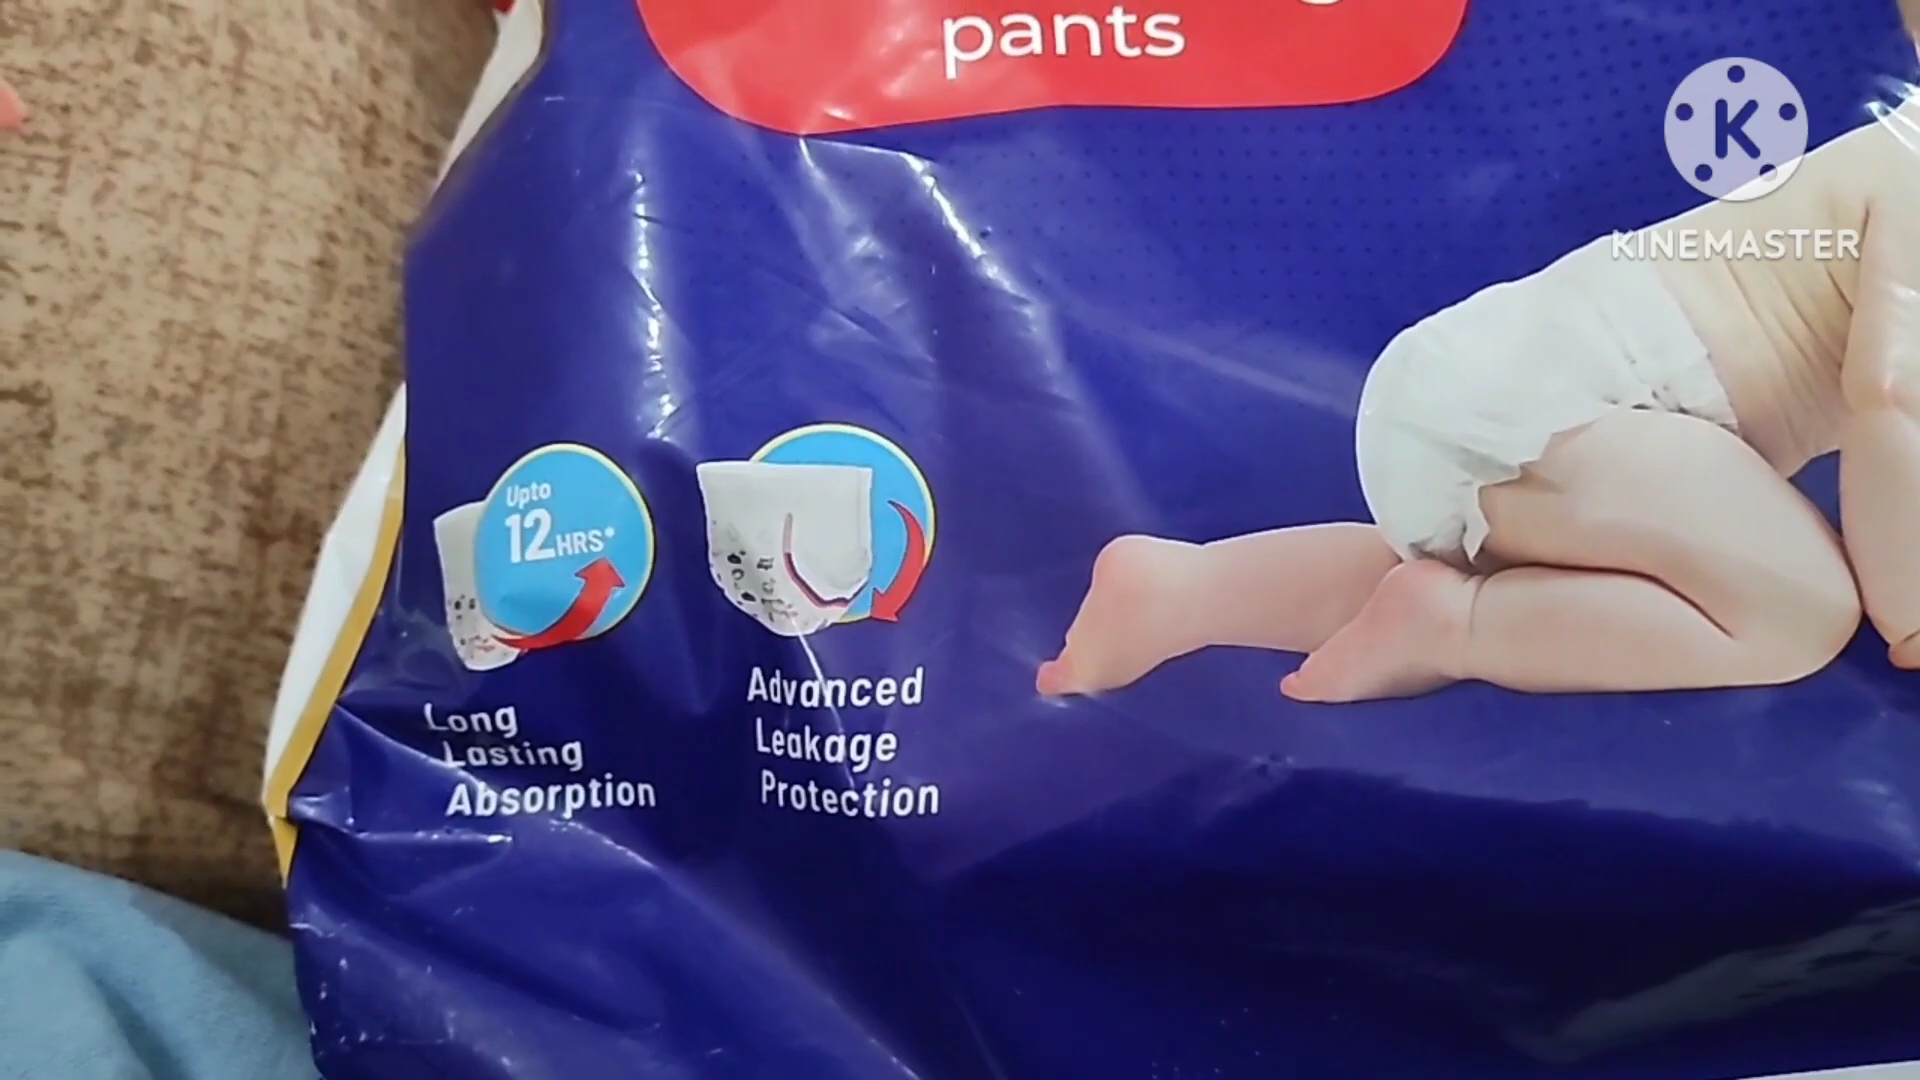 pants
K
KINEMASTER
Upto
12HRS*
Long
Lasting
Absorption
Advanced
Leakage
Protection